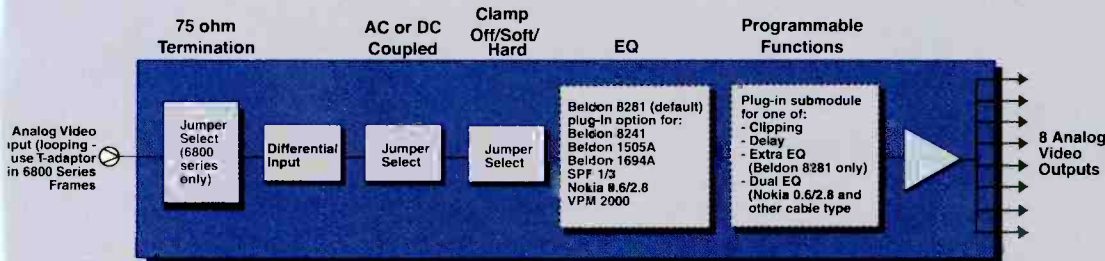 75 ohm
Termination
AC or DC
Coupled
Clamp
Off/Soft/
Hard
EQ
Programmable
Functions
Analog Video
nput (looping -
use T-adaptor
in 6800 Series
Frames
Jumper
Select
(6800
series
only)
Differential
Input
Jumper
Select
Jumper
Select
Beldon 8281 (default)
plug-in option for:
Beldon 8241
Beldon 1505A
Beldon 1694A
SPF 1/3
Nokia 0.6/2.8
VPM 2000
Plug-in submodule
for one of:
- Clipping
- Delay
- Extra EQ
(Beldon 8281 only)
- Dual EQ
(Nokia 0.6/2.8 and
other cable type
8 Analog
Video
Outputs